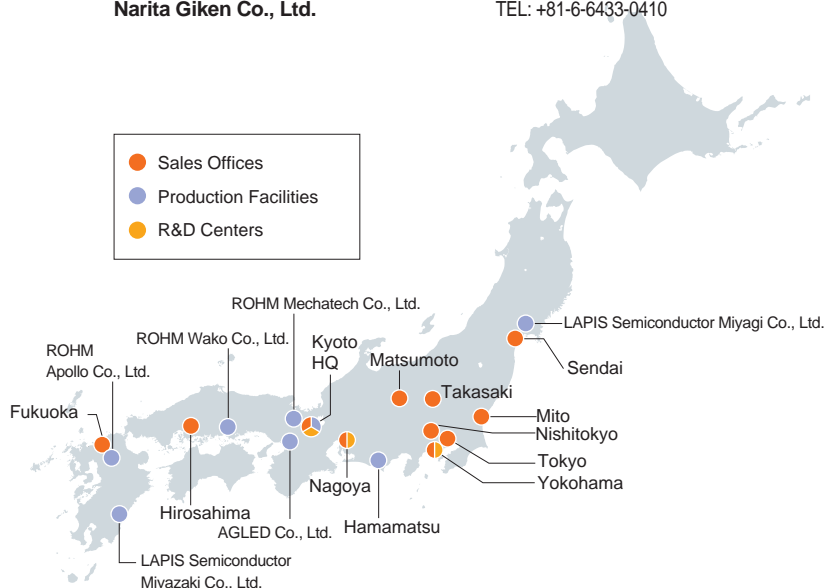 Narita Giken Co., Ltd.
TEL: +81-6-6433-0410
Sales Offices
Production Facilities
R&D Centers
ROHM Mechatech Co., Ltd.
ROHM Wako Co., Ltd.
Kyoto
HQ
ROHM
Apollo Co., Ltd.
Matsumoto
LAPIS Semiconductor Miyagi Co., Ltd.
Sendai
Takasaki
Fukuoka
Mito
Nishitokyo
Tokyo
Yokohama
Nagoya
Hirosahima
AGLED Co., Ltd.
Hamamatsu
LAPIS Semiconductor
Miyazaki Co., Ltd.